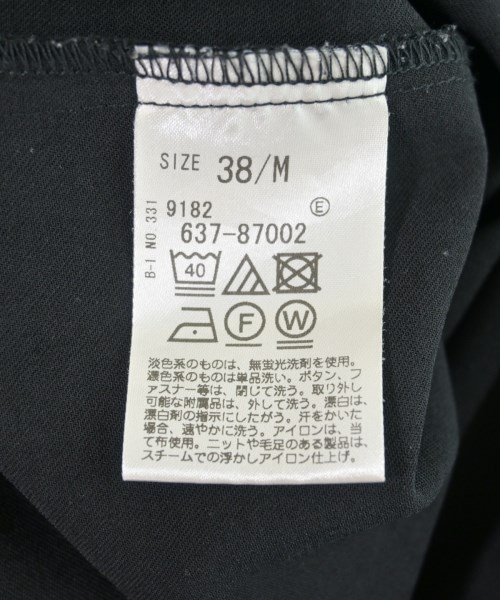 SIZE 38/M
B-1 NO.331
9182 E
637-87002
40
F W
淡色系のものは、無蛍光洗剤を使用。
濃色系のものは単品洗い。ボタン、フ
ァスナー等は、閉じて洗う。取り外し
可能な附属品は、外して洗う。漂白は、
漂白剤の指示にしたがう。汗をかいた
場合、速やかに洗う。アイロンは、当
て布使用。ニットや毛足のある製品は、
スチームでの浮かしアイロン仕上げ。